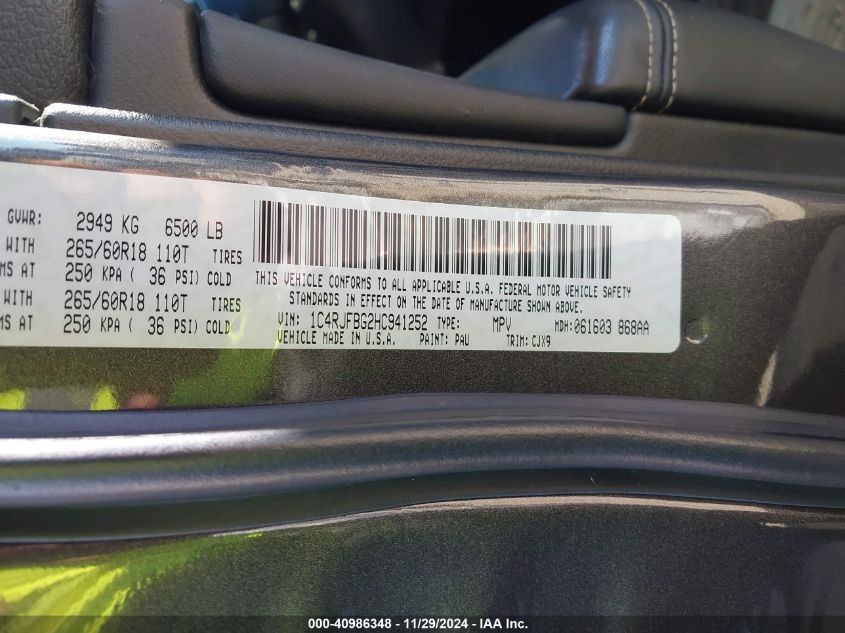 GVWR: 2949 KG 6500 LB
WITH 265/60R18 110T TIRES
MS AT 250 KPA ( 36 PSI) COLD
WITH 265/60R18 110T TIRES
MS AT 250 KPA ( 36 PSI) COLD
THIS VEHICLE CONFORMS TO ALL APPLICABLE U.S.A. FEDERAL MOTOR VEHICLE SAFETY
STANDARDS IN EFFECT ON THE DATE OF MANUFACTURE SHOWN ABOVE.
VIN: 1C4RJFBG2HC941252 TYPE: MPV MDH: 061603 868AA
VEHICLE MADE IN U.S.A. PAINT: PAU TRIM: CJX9
000-40986348 - 11/29/2024 - IAA Inc.